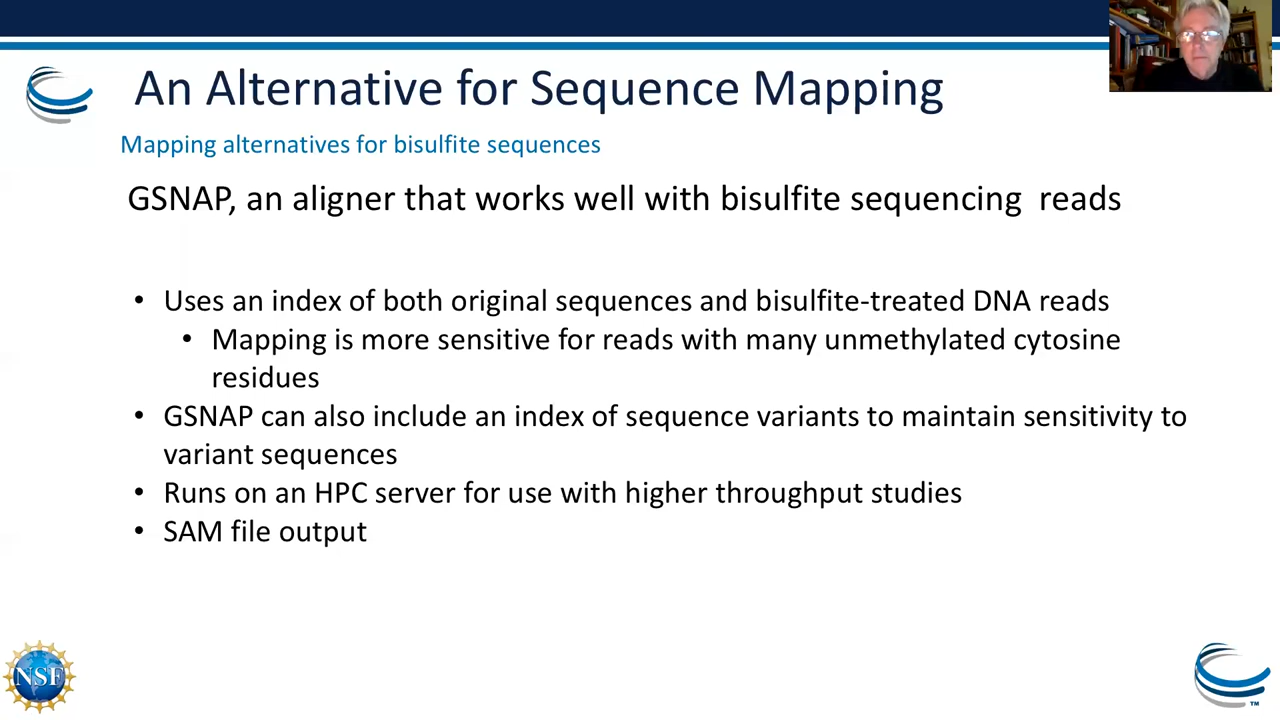 An Alternative for Sequence Mapping
Mapping alternatives for bisulfite sequences
GSNAP, an aligner that works well with bisulfite sequencing  reads
• Uses an index of both original sequences and bisulfite-treated DNA reads
• Mapping is more sensitive for reads with many unmethylated cytosine
residues
• GSNAP can also include an index of sequence variants to maintain sensitivity to
variant sequences
• Runs on an HPC server for use with higher throughput studies
• SAM file output
NSF
TM